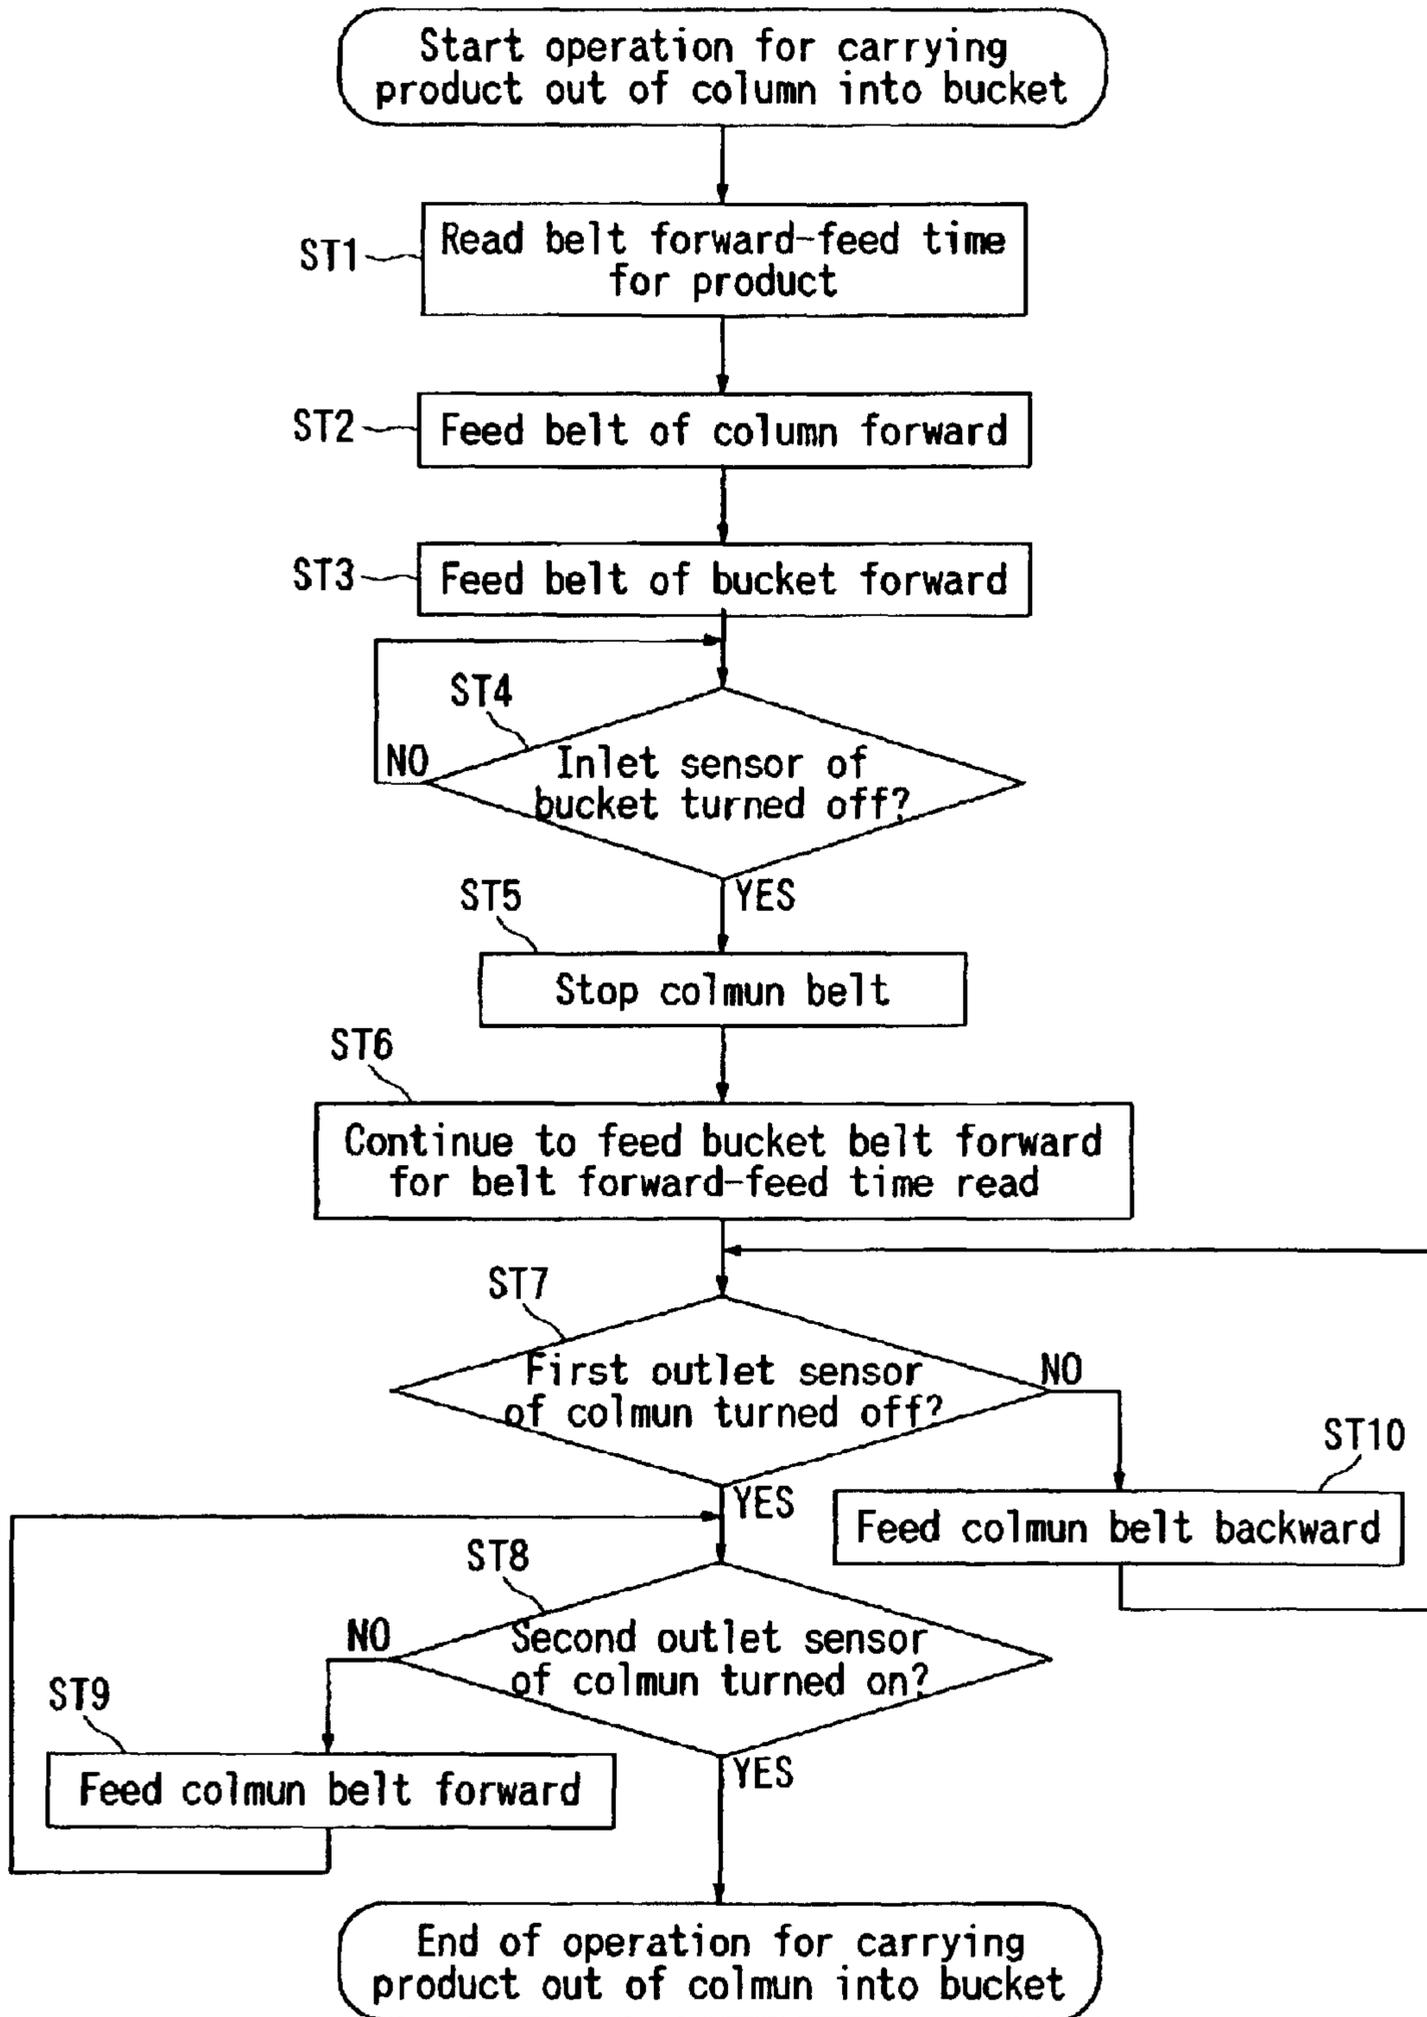 Start operation for carrying
product out of column into bucket
ST1
Read belt forward-feed time
for product
ST2
Feed belt of column forward
ST3
Feed belt of bucket forward
ST4
NO
Inlet sensor of
bucket turned off?
YES
ST5
Stop colmun belt
ST6
Continue to feed bucket belt forward
for belt forward-feed time read
ST7
First outlet sensor
of colmun turned off?
NO
YES
ST10
Feed colmun belt backward
ST8
NO
Second outlet sensor
of colmun turned on?
YES
ST9
Feed colmun belt forward
End of operation for carrying
product out of colmun into bucket